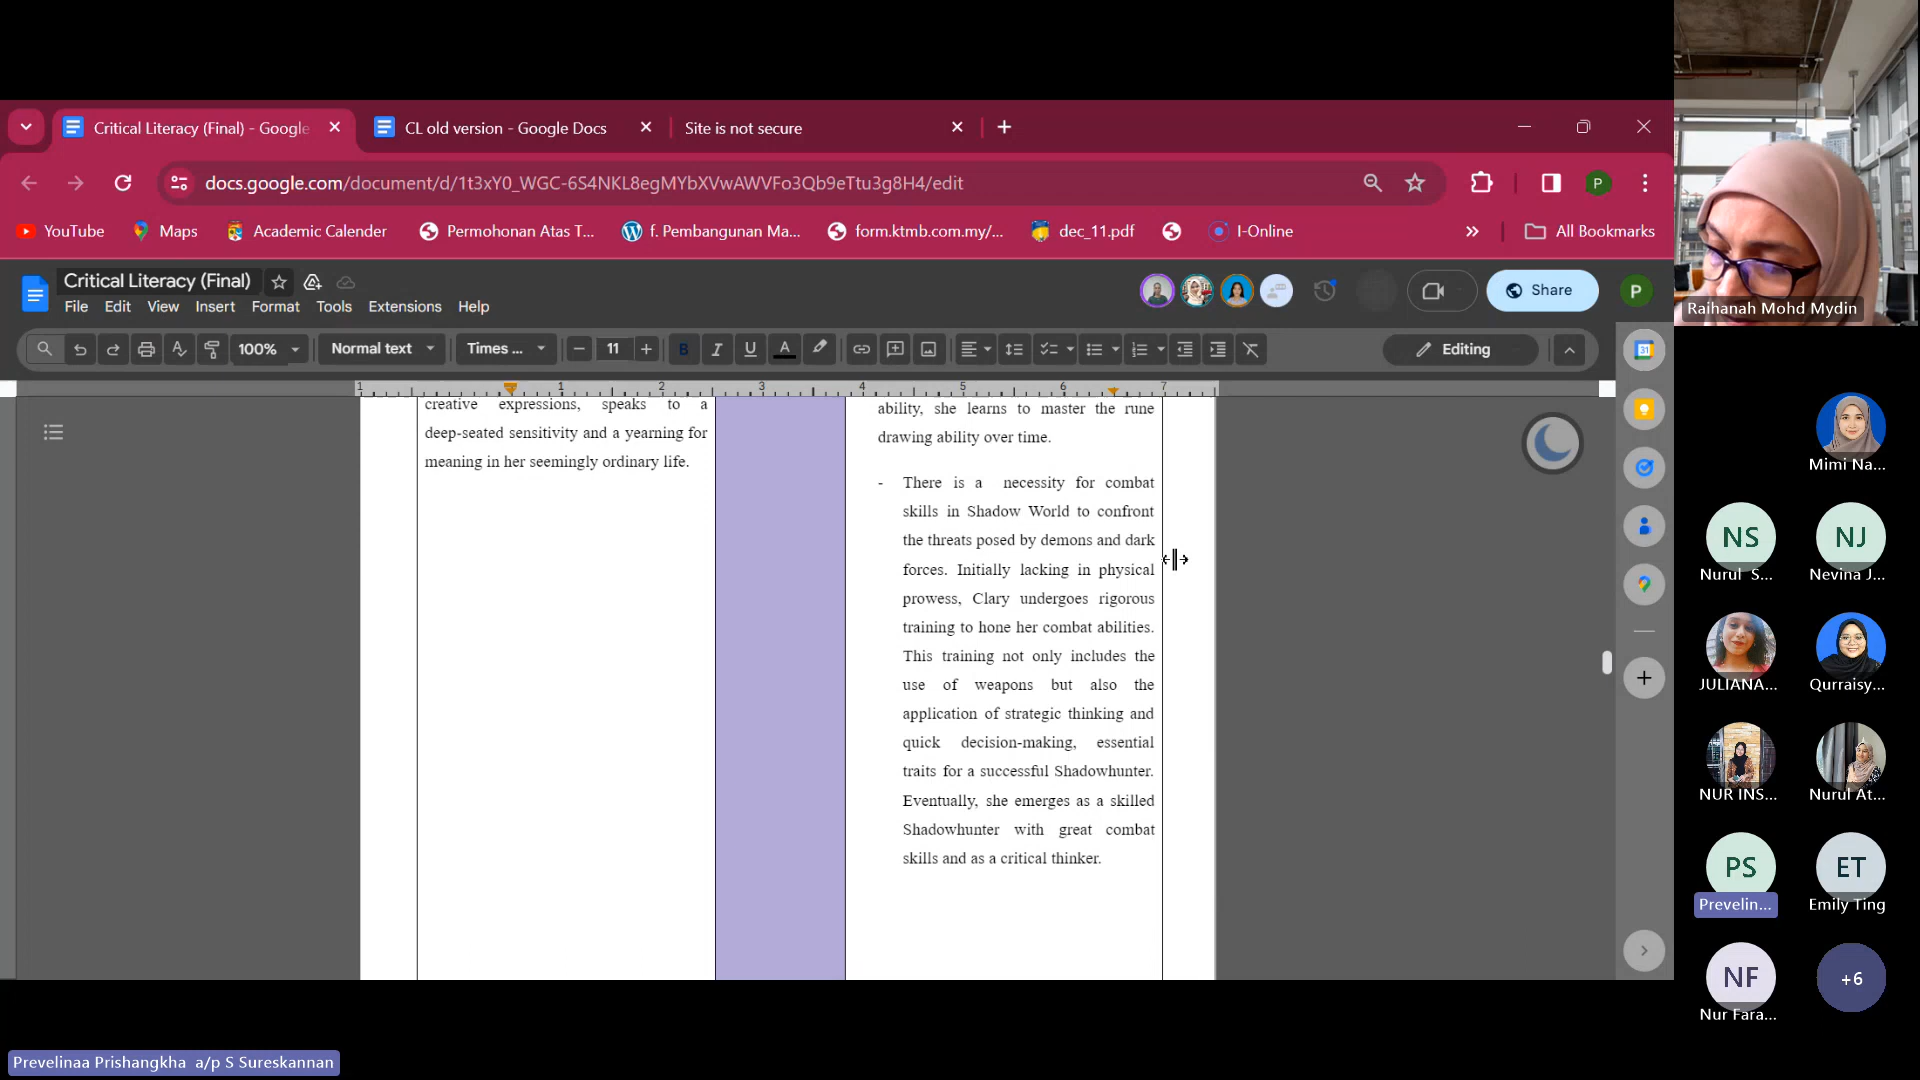 Critical Literacy (Final) - Google
CL old version - Google Docs
Site is not secure
docs.google.com/document/d/1t3xY0_WGC-6S4NKL8egMYbXVwAWVFo3Qb9eTtu3g8H4/edit
P
YouTube
Maps
Academic Calender
Permohonan Atas T...
f. Pembangunan Ma...
form.ktmb.com.my/...
dec_11.pdf
I-Online
All Bookmarks
Critical Literacy (Final)
File Edit View Insert Format Tools Extensions Help
Share
P
100%
Normal text
Times ...
11
B I U A
Editing
1 1 2 3 4 5 6 7
creative expressions, speaks to a
deep-seated sensitivity and a yearning for
meaning in her seemingly ordinary life.
ability, she learns to master the rune
drawing ability over time.
- There is a necessity for combat
skills in Shadow World to confront
the threats posed by demons and dark
forces. Initially lacking in physical
prowess, Clary undergoes rigorous
training to hone her combat abilities.
This training not only includes the
use of weapons but also the
application of strategic thinking and
quick decision-making, essential
traits for a successful Shadowhunter.
Eventually, she emerges as a skilled
Shadowhunter with great combat
skills and as a critical thinker.
31
Raihanah Mohd Mydin
Mimi Na...
NS
Nurul S...
NJ
Nevina J...
JULIANA...
Qurraisy...
NUR INS...
Nurul At...
PS
Prevelin...
ET
Emily Ting
NF
Nur Fara...
+6
Prevelinaa Prishangkha a/p S Sureskannan